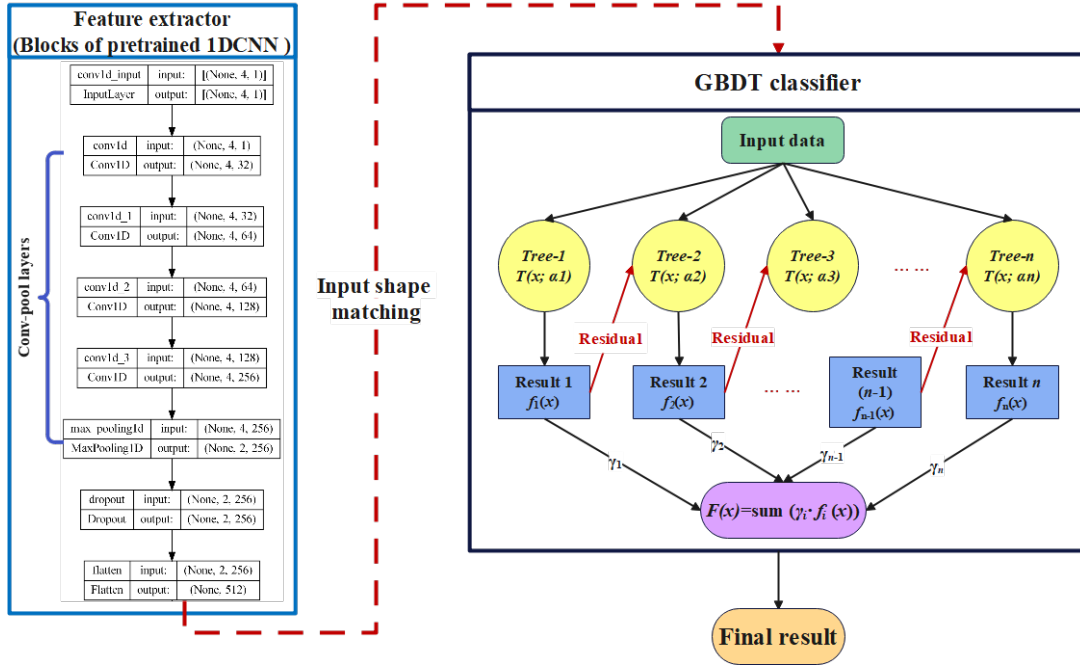 Feature extractor
(Blocks of pretrained 1DCNN )
conv1d_input input: [(None, 4, 1)]
InputLayer output: [(None, 4, 1)]
conv1d input: (None, 4, 1)
Conv1D output: (None, 4, 32)
conv1d_1 input: (None, 4, 32)
Conv1D output: (None, 4, 64)
conv1d_2 input: (None, 4, 64)
Conv1D output: (None, 4, 128)
conv1d_3 input: (None, 4, 128)
Conv1D output: (None, 4, 256)
max_pooling1d input: (None, 4, 256)
MaxPooling1D output: (None, 2, 256)
dropout input: (None, 2, 256)
Dropout output: (None, 2, 256)
flatten input: (None, 2, 256)
Flatten output: (None, 512)
Conv-pool layers
Input shape
matching
GBDT classifier
Input data
Tree-1
T(x; α1)
Tree-2
T(x; α2)
Tree-3
T(x; α3)
... ...
Tree-n
T(x; αn)
Residual
Residual
Residual
Result 1
f1(x)
Result 2
f2(x)
... ...
Result
(n-1)
fn-1(x)
Result n
fn(x)
γ1
γ2
γn-1
γn
F(x)=sum (γi· fi (x))
Final result